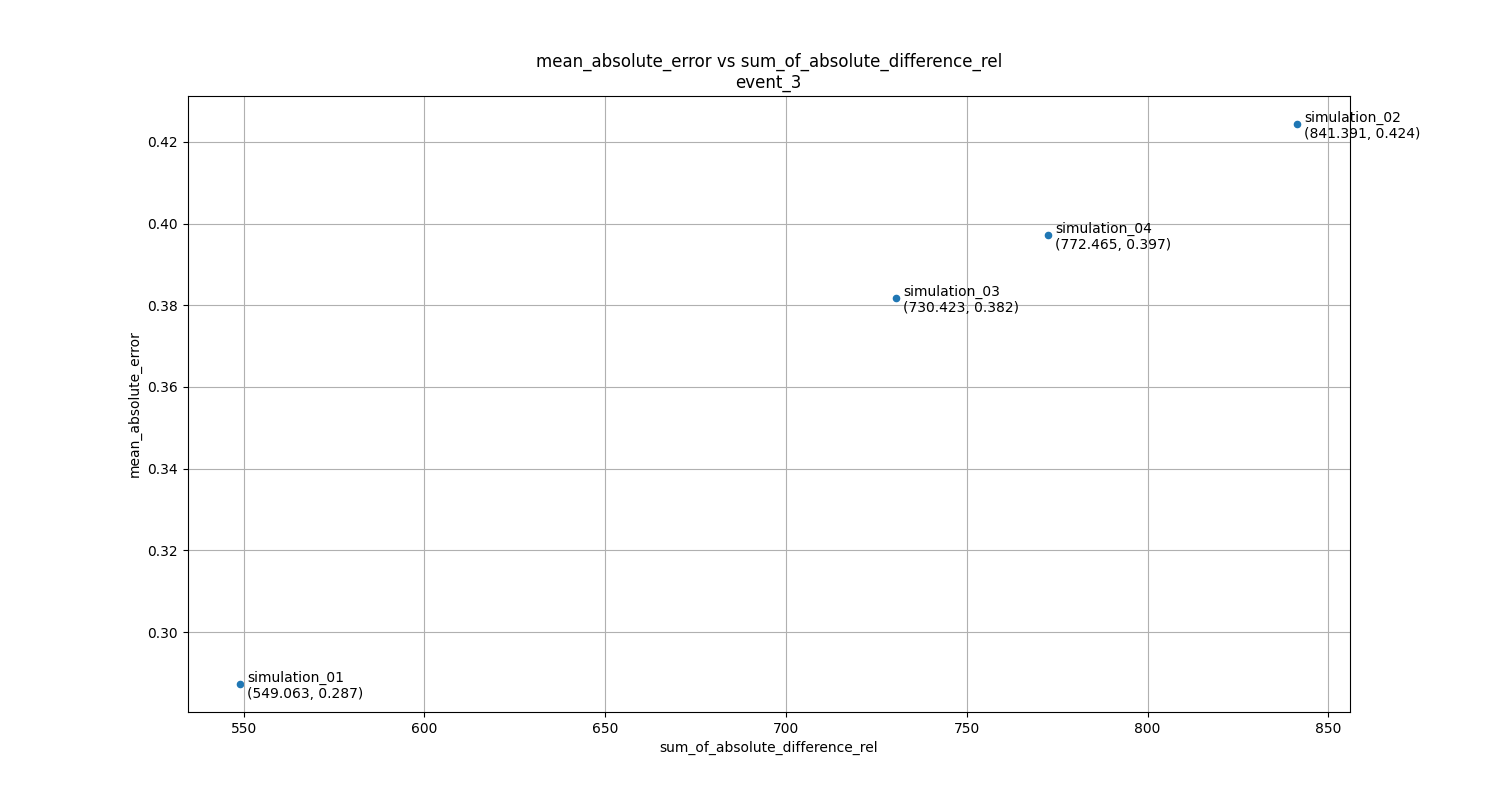 mean_absolute_error vs sum_of_absolute_difference_rel
event_3
simulation_02
(841.391, 0.424)
0.42
simulation_04
(772.465, 0.397)
0.40
simulation_03
(730.423, 0.382)
0.38
mean_absolute_error
0.36
0.34
0.32
0.30
simulation_01
(549.063, 0.287)
550
600
650
700
750
800
850
sum_of_absolute_difference_rel